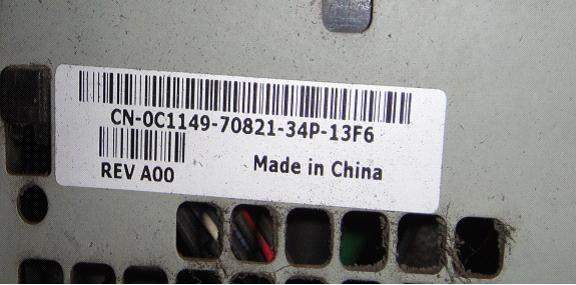 CN-0C1149-70821-34P-13F6
REV A00
Made in China